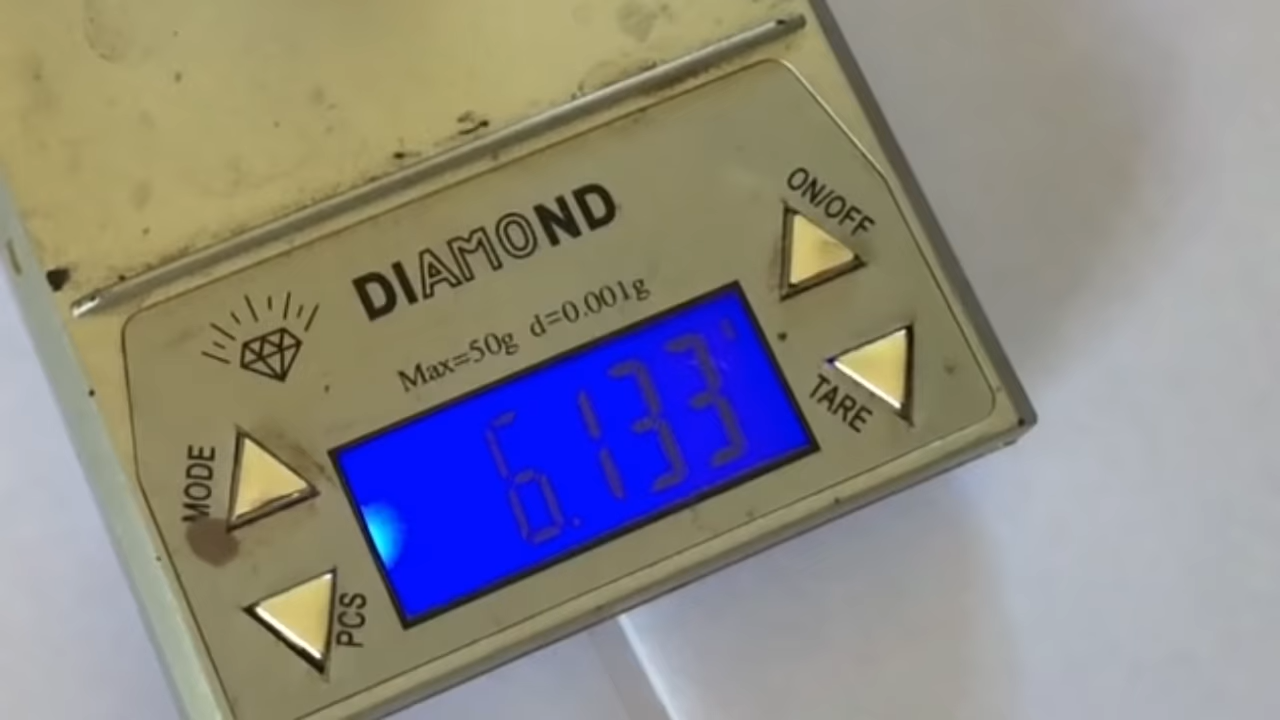 DIAMOND
Max=50g d=0.001g
ON/OFF
TARE
6.133
MODE
PCS